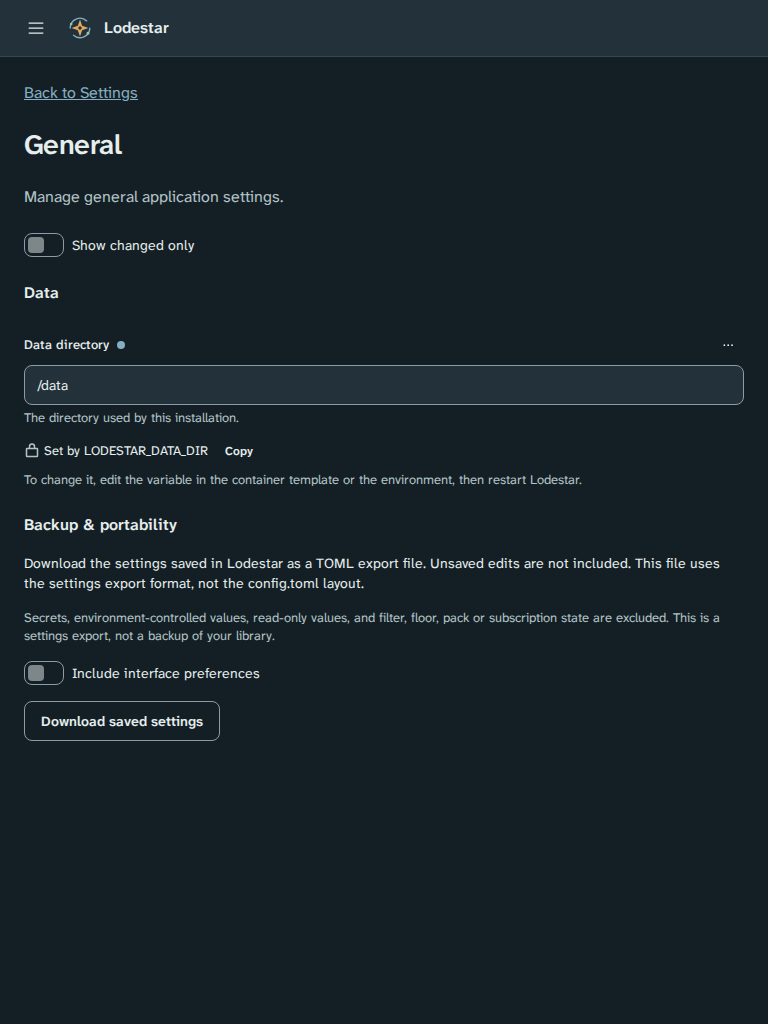 Lodestar
Back to Settings
General
Manage general application settings.
Show changed only
Data
Data directory
...
/data
The directory used by this installation.
Set by LODESTAR_DATA_DIR Copy
To change it, edit the variable in the container template or the environment, then restart Lodestar.
Backup & portability
Download the settings saved in Lodestar as a TOML export file. Unsaved edits are not included. This file uses
the settings export format, not the config.toml layout.
Secrets, environment-controlled values, read-only values, and filter, floor, pack or subscription state are excluded. This is a
settings export, not a backup of your library.
Include interface preferences
Download saved settings